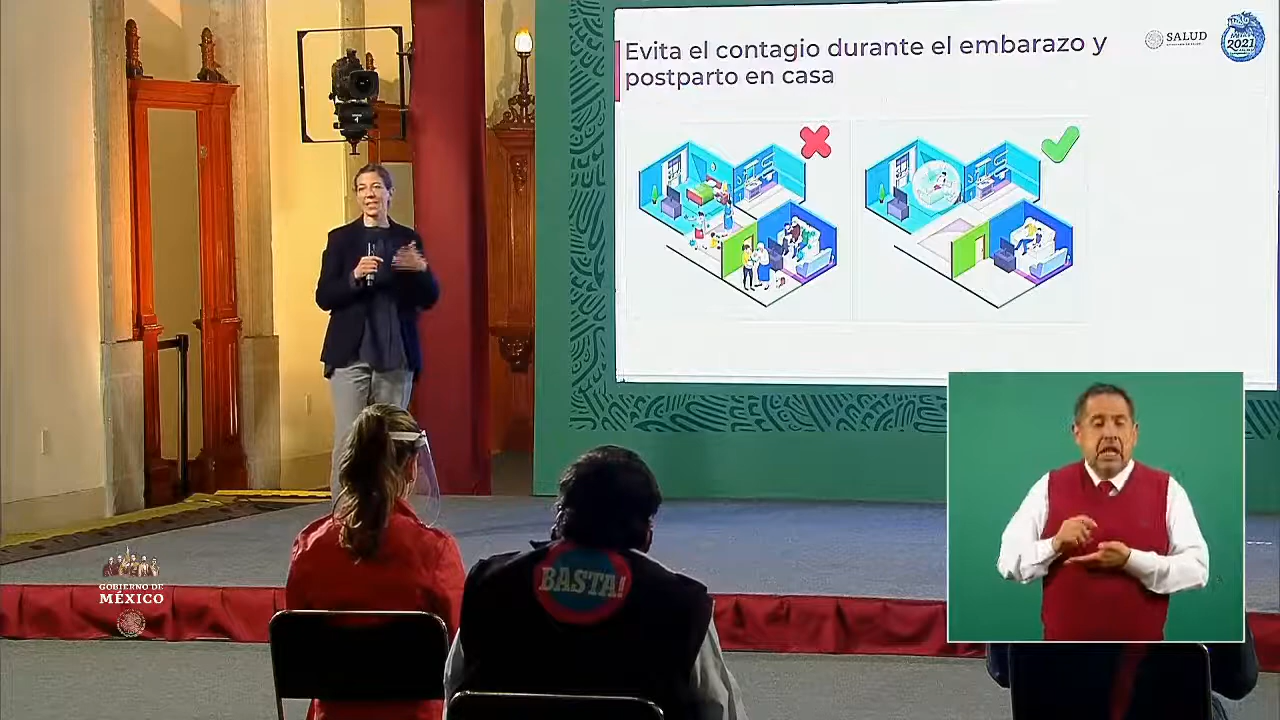 Evita el contagio durante el embarazo y
postparto en casa
SALUD
2021
BASTA!
GOBIERNO DE
MÉXICO